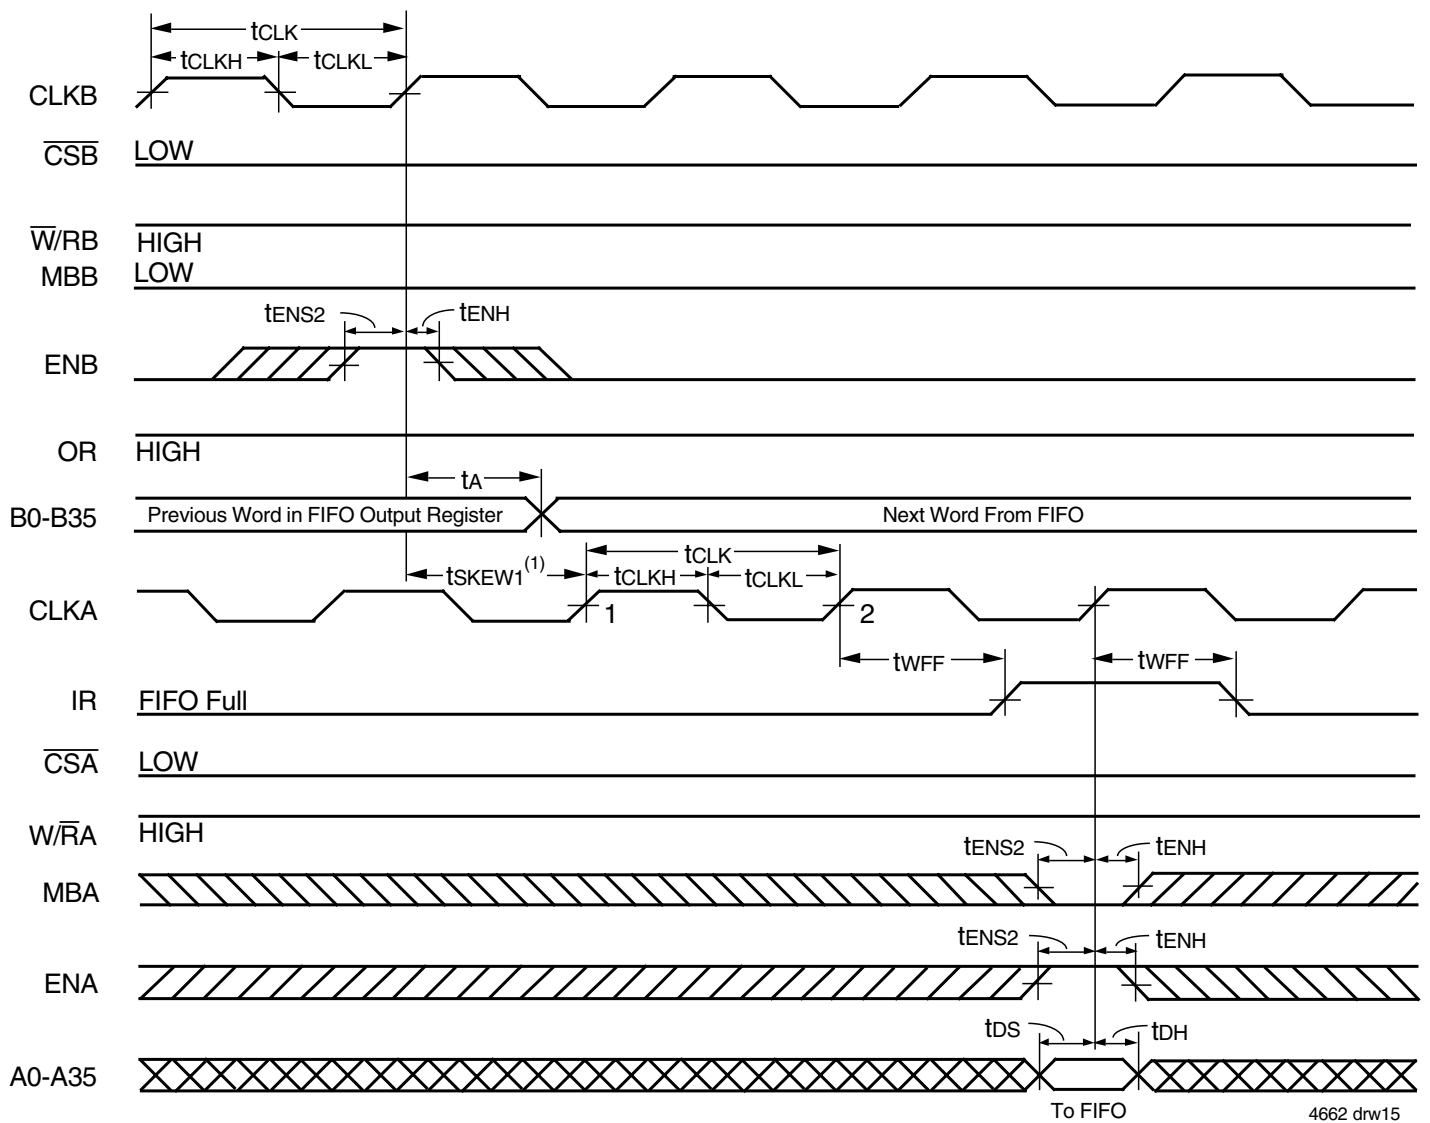 tCLK
tCLKH tCLKL
CLKB
CSB LOW
W/RB HIGH
MBB LOW
tENS2 tENH
ENB
OR HIGH
tA
B0-B35 Previous Word in FIFO Output Register Next Word From FIFO
tCLK
tSKEW1(1) tCLKH tCLKL
CLKA 1 2
tWFF tWFF
IR FIFO Full
CSA LOW
W/RA HIGH
tENS2 tENH
MBA
tENS2 tENH
ENA
tDS tDH
A0-A35
To FIFO
4662 drw15